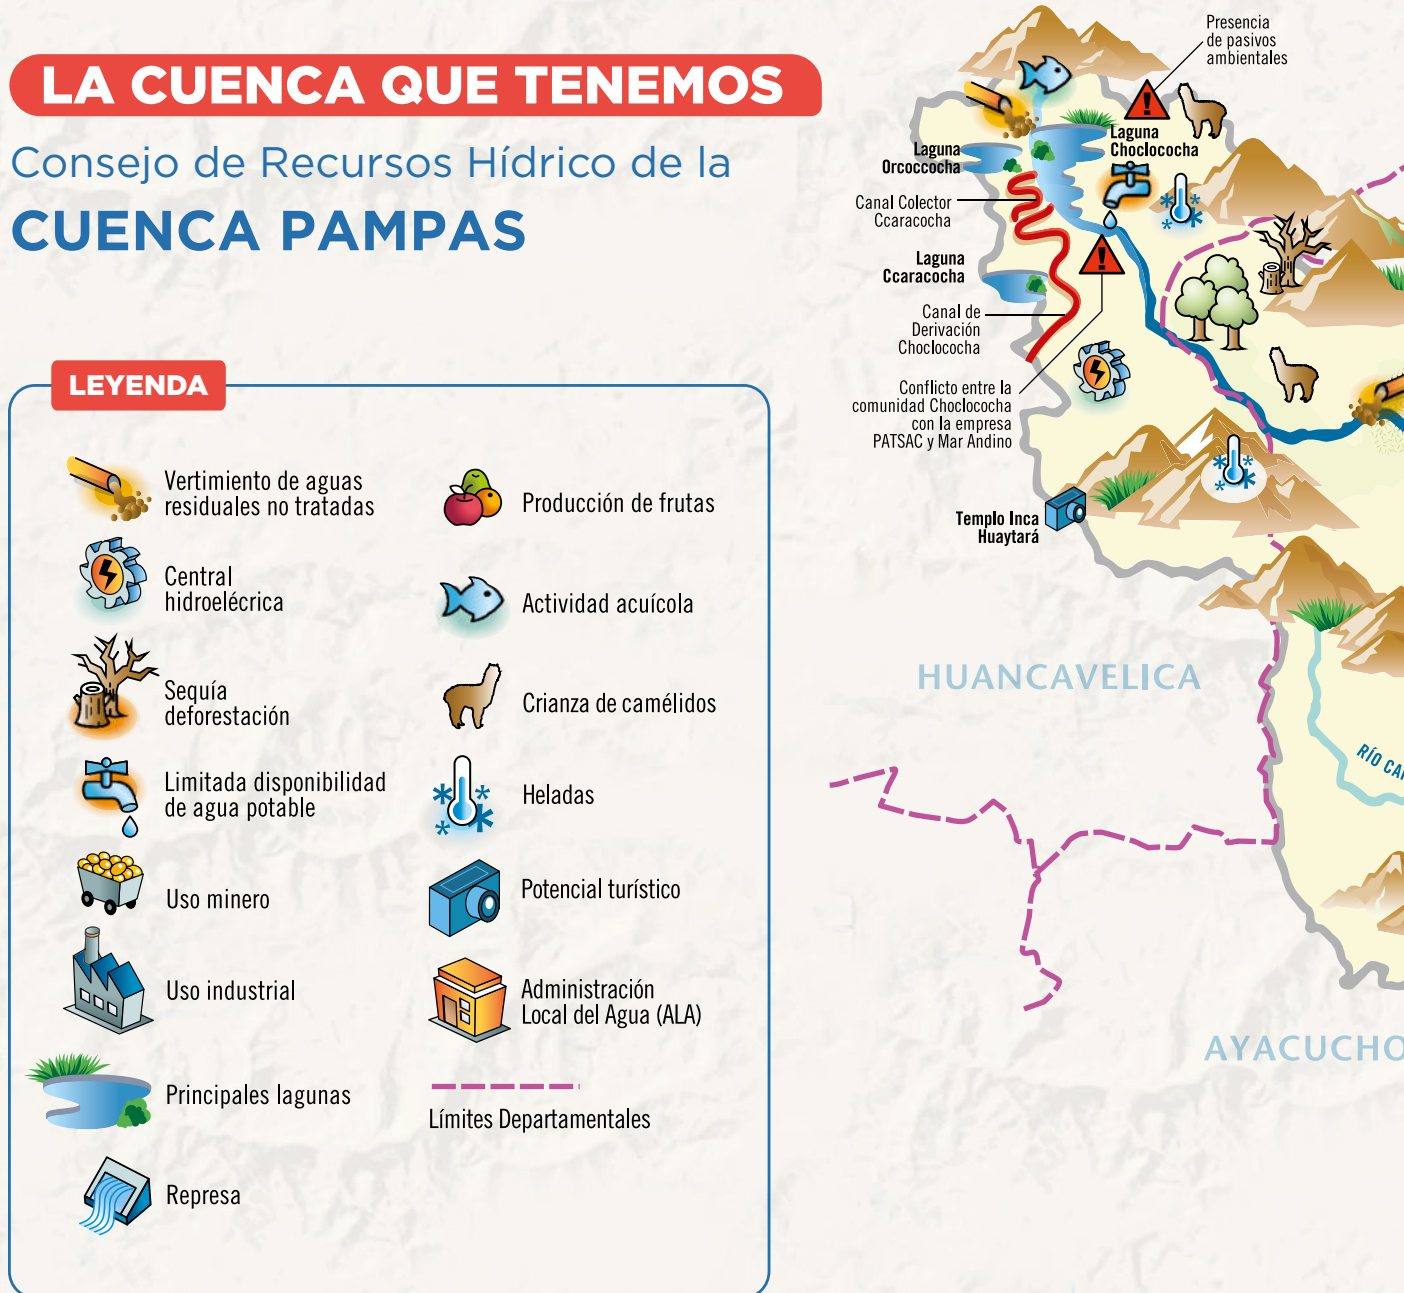 LA CUENCA QUE TENEMOS
Consejo de Recursos Hídrico de la
CUENCA PAMPAS
LEYENDA
Vertimiento de aguas
residuales no tratadas
Central
hidroelécrica
Sequía
deforestación
Limitada disponibilidad
de agua potable
Uso minero
Uso industrial
Principales lagunas
Represa
Producción de frutas
Actividad acuícola
Crianza de camélidos
Heladas
Potencial turístico
Administración
Local del Agua (ALA)
Límites Departamentales
Presencia
de pasivos
ambientales
Laguna
Choclococha
Laguna
Orcoccocha
Canal Colector
Ccaracocha
Laguna
Ccaracocha
Canal de
Derivación
Choclococha
Conflicto entre la
comunidad Choclococha
con la empresa
PATSAC y Mar Andino
Templo Inca
Huaytará
HUANCAVELICA
RÍO
AYACUCHO